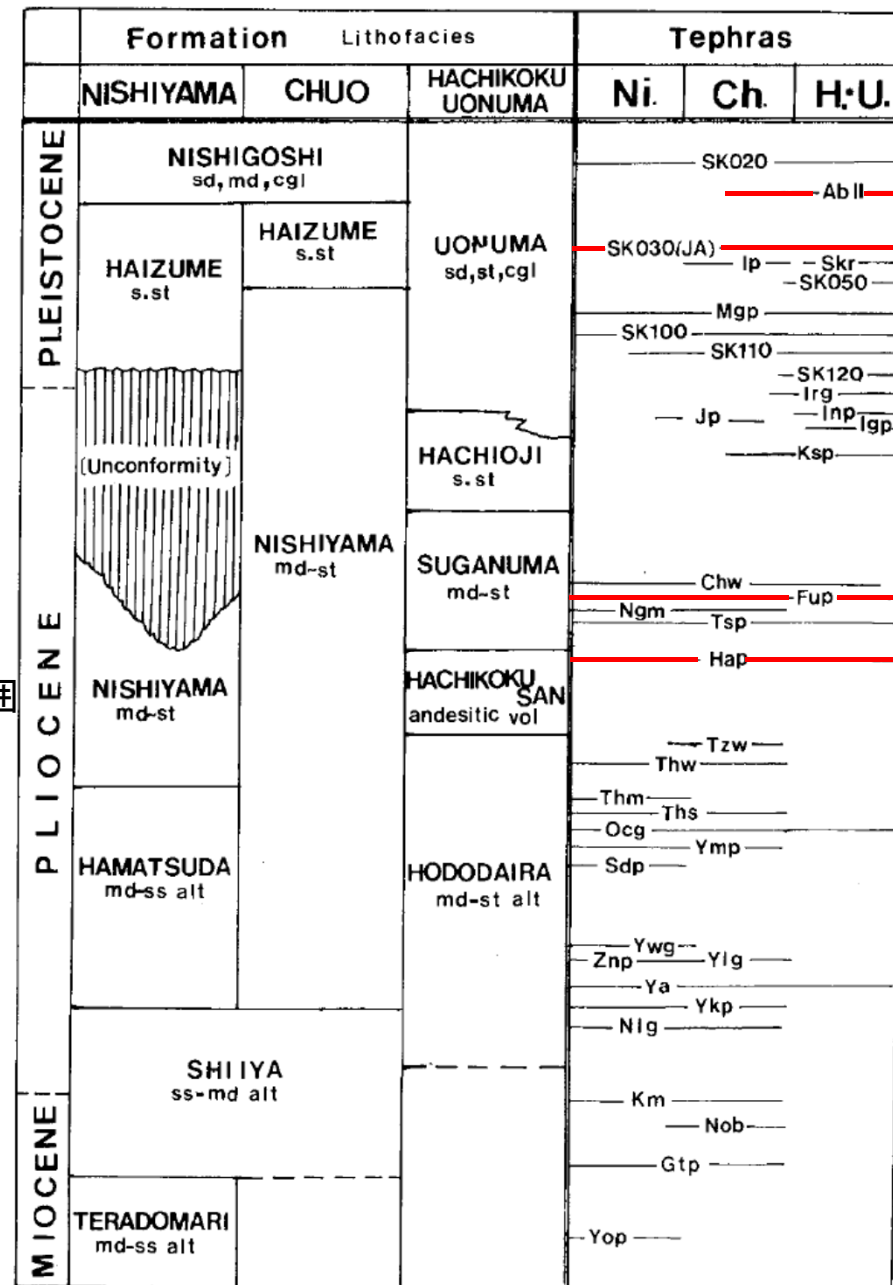 Formation Lithofacies Tephras
NISHIYAMA CHUO HACHIKOKU UONUMA Ni. Ch. H.·U.
PLEISTOCENE
NISHIGOSHI
sd, md, cgl
HAIZUME
s.st
HAIZUME
s.st
UONUMA
sd, st, cgl
[Unconformity]
HACHIOJI
s.st
NISHIYAMA
md-st
SUGANUMA
md-st
PLIOCENE
NISHIYAMA
md-st
HACHIKOKU SAN
andesitic vol
HAMATSUDA
md-ss alt
HODODAIRA
md-st alt
SHIIYA
ss-md alt
MIOCENE
TERADOMARI
md-ss alt
SK020
Ab II
SK030(JA)
Ip Skr
SK050
Mgp
SK100
SK110
SK120
Irg
Jp Inp
Igp
Ksp
Chw
Fup
Ngm
Tsp
Hap
Tzw
Thw
Thm
Ths
Ocg
Ymp
Sdp
Ywg
Znp Ylg
Ya
Ykp
Nlg
Km
Nob
Gtp
Yop